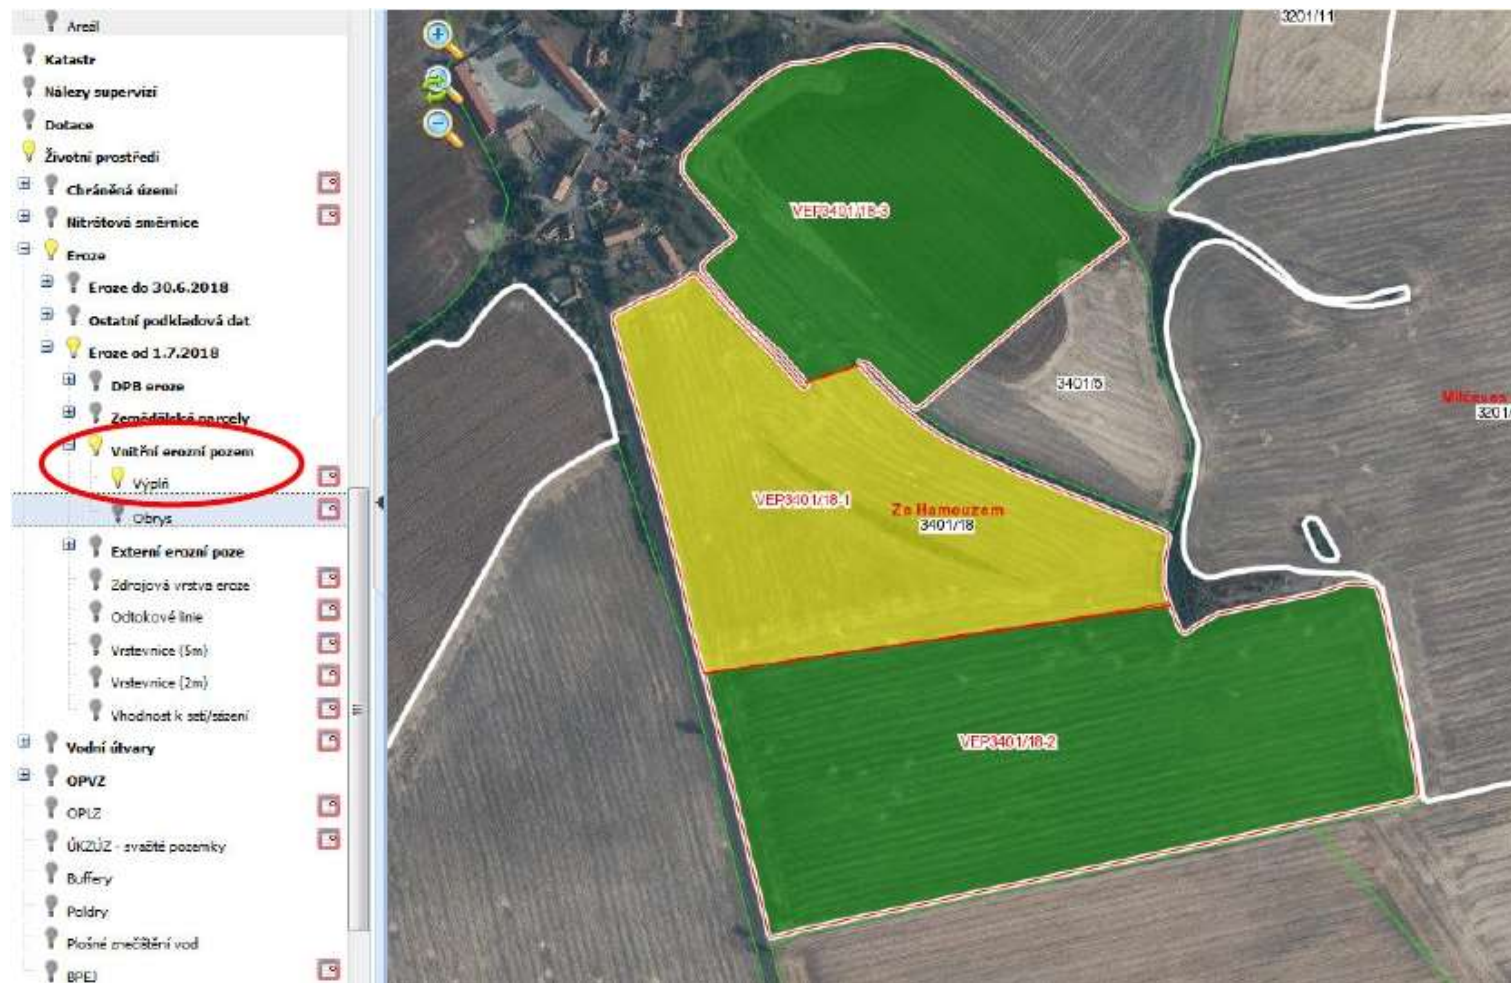 Areál
Katastr
Nálezy supervizí
Dotace
Životní prostředí
Chráněná území
Nitrátová směrnice
Eroze
Eroze do 30.6.2018
Ostatní podkladová dat
Eroze od 1.7.2018
DPB eroze
Zemědělské parcely
Vnitřní erozní pozem
Výplň
Obrys
Externí erozní poze
Zdrojová vrstva eroze
Odtokové linie
Vrstevnice (5m)
Vrstevnice (2m)
Vhodnost k setí/sázení
Vodní útvary
OPVZ
OPLZ
ÚKZÚZ - svažité pozemky
Buffery
Poldry
Plošné znečištění vod
BPEJ
3201/11
VEP3401/18-3
3401/5
3201/
VEP3401/18-1
Za Hamouzem
3401/18
VEP3401/18-2